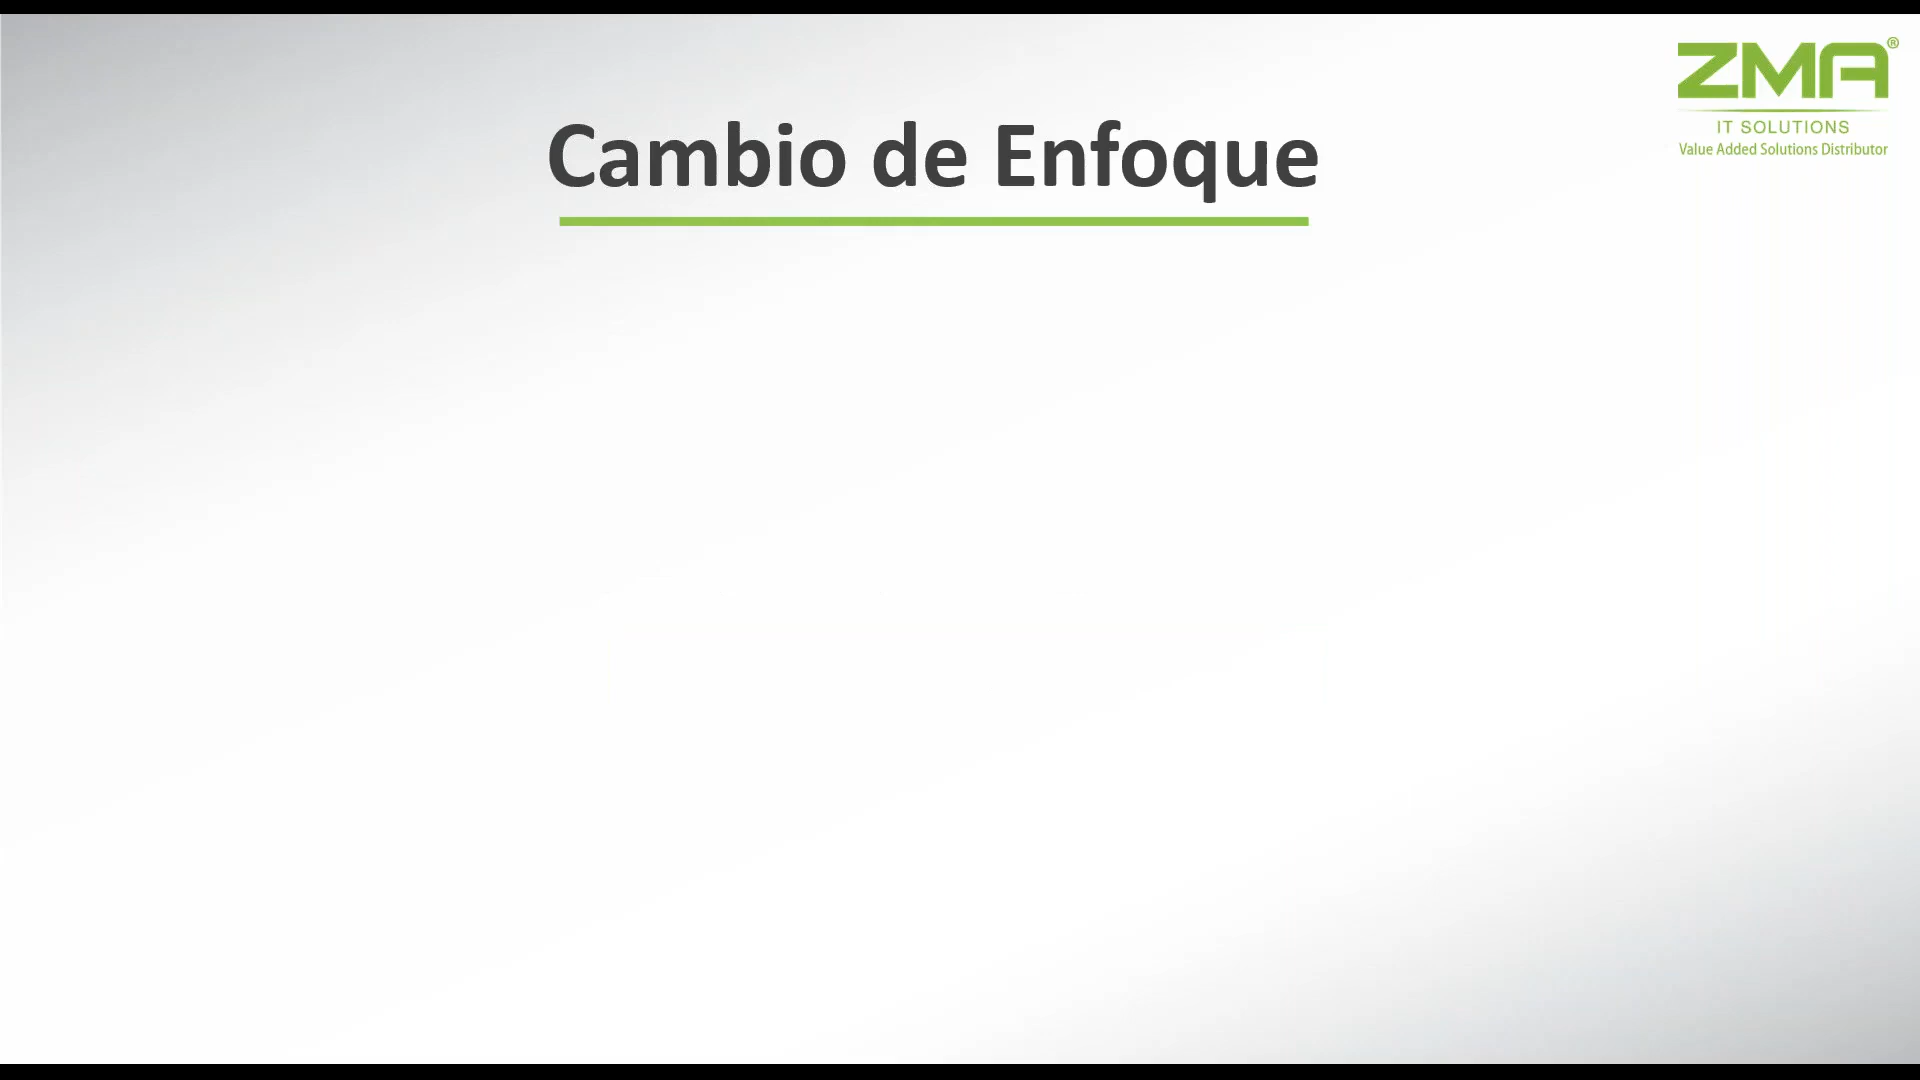 Cambio de Enfoque
ZMA®
IT SOLUTIONS
Value Added Solutions Distributor